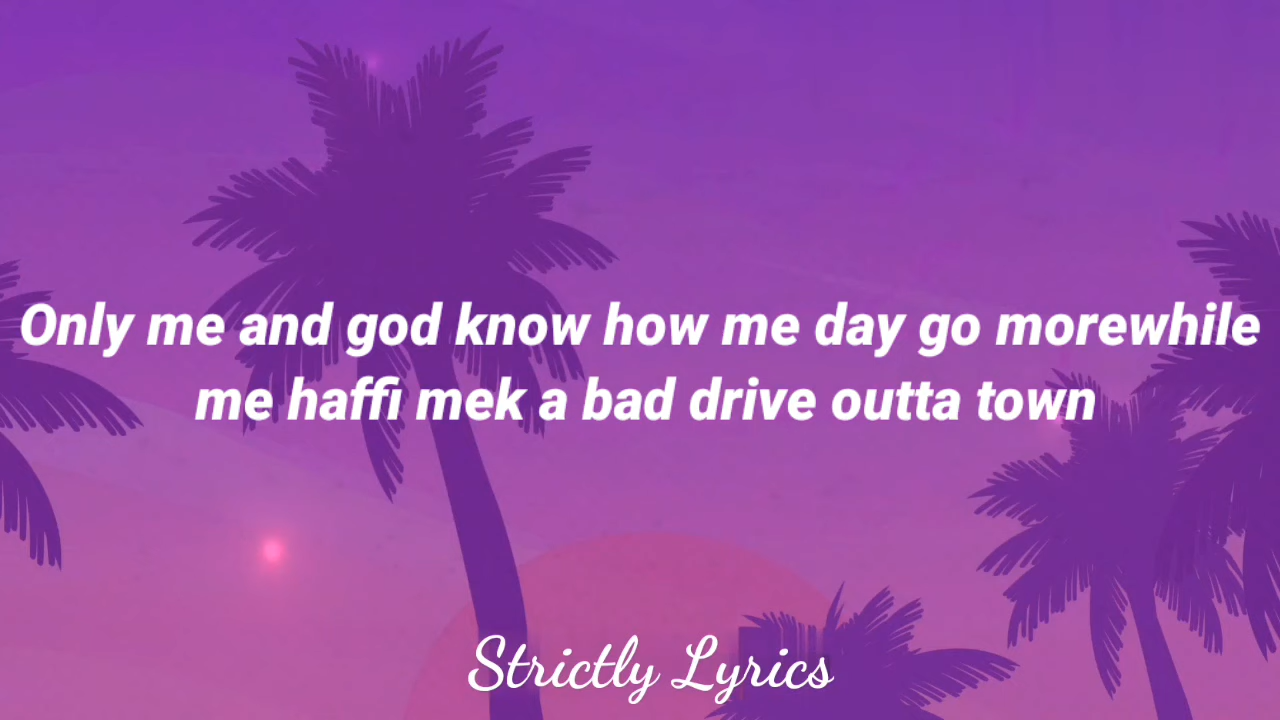 Only me and god know how me day go morewhile
me haffi mek a bad drive outta town
Strictly Lyrics